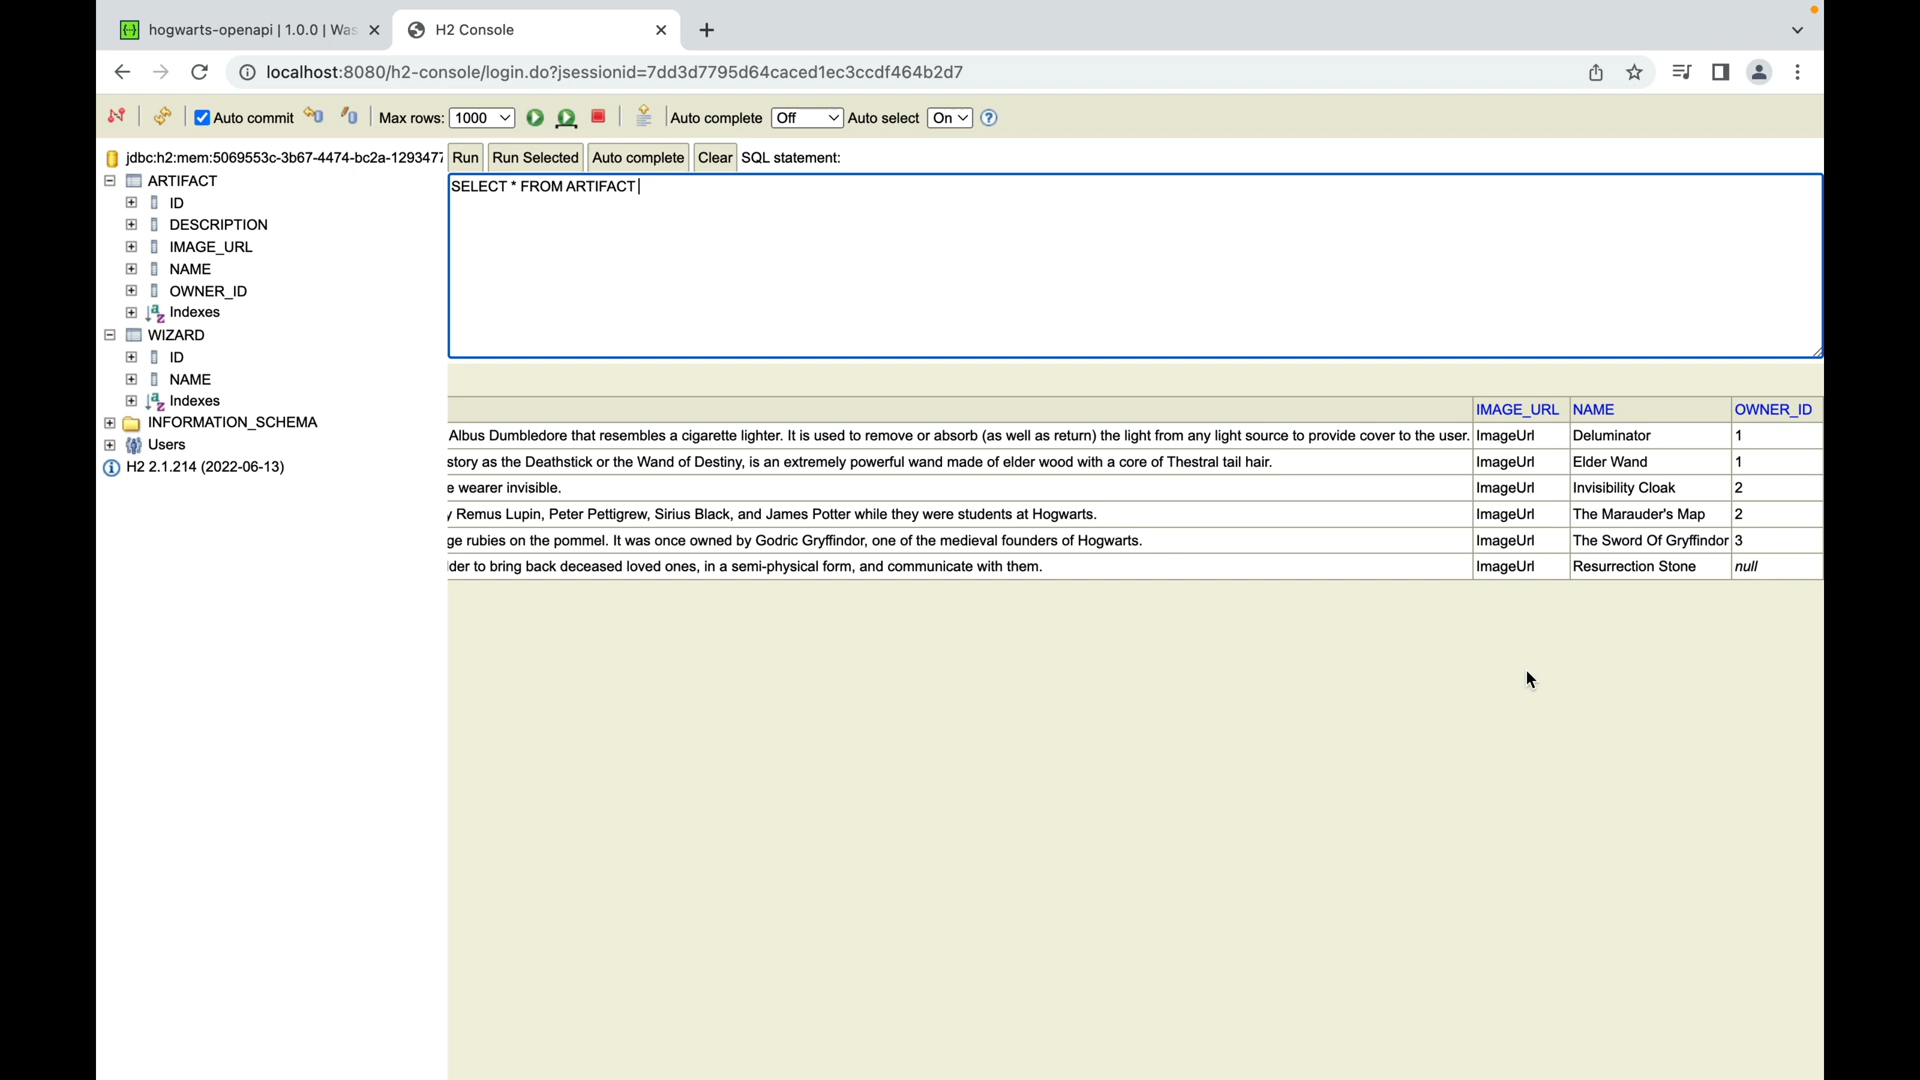 hogwarts-openapi | 1.0.0 | Was
H2 Console
localhost:8080/h2-console/login.do?jsessionid=7dd3d7795d64caced1ec3ccdf464b2d7
Auto commit Max rows: 1000 Auto complete Off Auto select On
jdbc:h2:mem:5069553c-3b67-4474-bc2a-129347
Run Run Selected Auto complete Clear SQL statement:
SELECT * FROM ARTIFACT
ARTIFACT
ID
DESCRIPTION
IMAGE_URL
NAME
OWNER_ID
Indexes
WIZARD
ID
NAME
Indexes
INFORMATION_SCHEMA
Users
H2 2.1.214 (2022-06-13)
IMAGE_URL NAME OWNER_ID
Albus Dumbledore that resembles a cigarette lighter. It is used to remove or absorb (as well as return) the light from any light source to provide cover to the user. ImageUrl Deluminator 1
story as the Deathstick or the Wand of Destiny, is an extremely powerful wand made of elder wood with a core of Thestral tail hair. ImageUrl Elder Wand 1
e wearer invisible. ImageUrl Invisibility Cloak 2
y Remus Lupin, Peter Pettigrew, Sirius Black, and James Potter while they were students at Hogwarts. ImageUrl The Marauder's Map 2
ge rubies on the pommel. It was once owned by Godric Gryffindor, one of the medieval founders of Hogwarts. ImageUrl The Sword Of Gryffindor 3
lder to bring back deceased loved ones, in a semi-physical form, and communicate with them. ImageUrl Resurrection Stone null